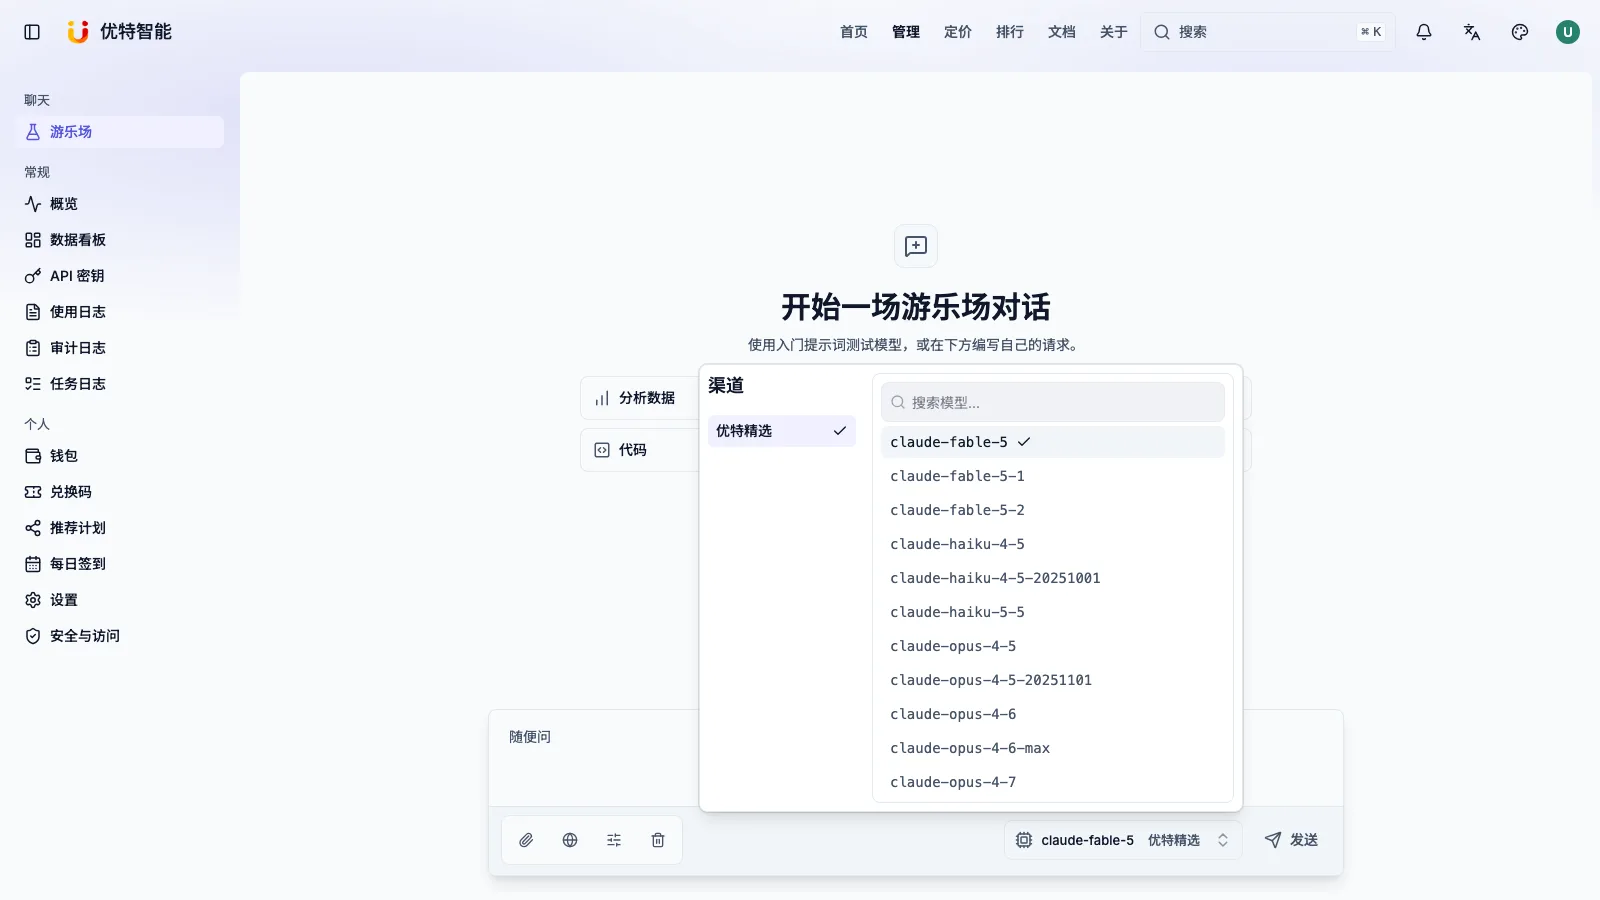 优特智能
首页 管理 定价 排行 文档 关于 搜索 ⌘ K U
聊天
游乐场
常规
概览
数据看板
API 密钥
使用日志
审计日志
任务日志
个人
钱包
兑换码
推荐计划
每日签到
设置
安全与访问
开始一场游乐场对话
使用入门提示词测试模型，或在下方编写自己的请求。
分析数据
代码
渠道
优特精选
搜索模型...
claude-fable-5
claude-fable-5-1
claude-fable-5-2
claude-haiku-4-5
claude-haiku-4-5-20251001
claude-haiku-5-5
claude-opus-4-5
claude-opus-4-5-20251101
claude-opus-4-6
claude-opus-4-6-max
claude-opus-4-7
随便问
claude-fable-5 优特精选 发送